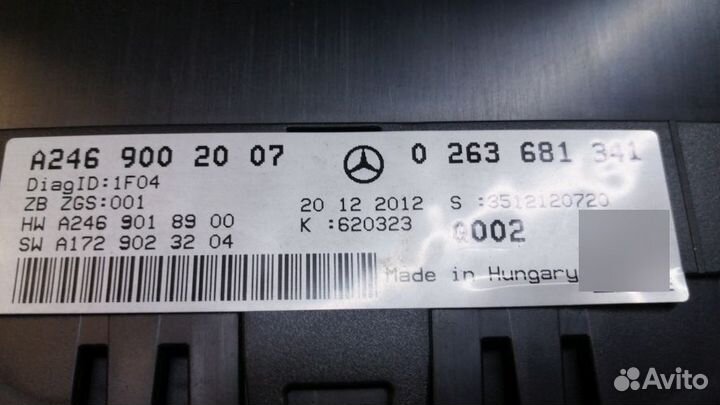 A246 900 20 07
0 263 681 341
DiagID:1F04
ZB ZGS:001
20 12 2012 S :3512120720
HW A246 901 89 00
K :620323 Q002
SW A172 902 32 04
Made in Hungary
Avito